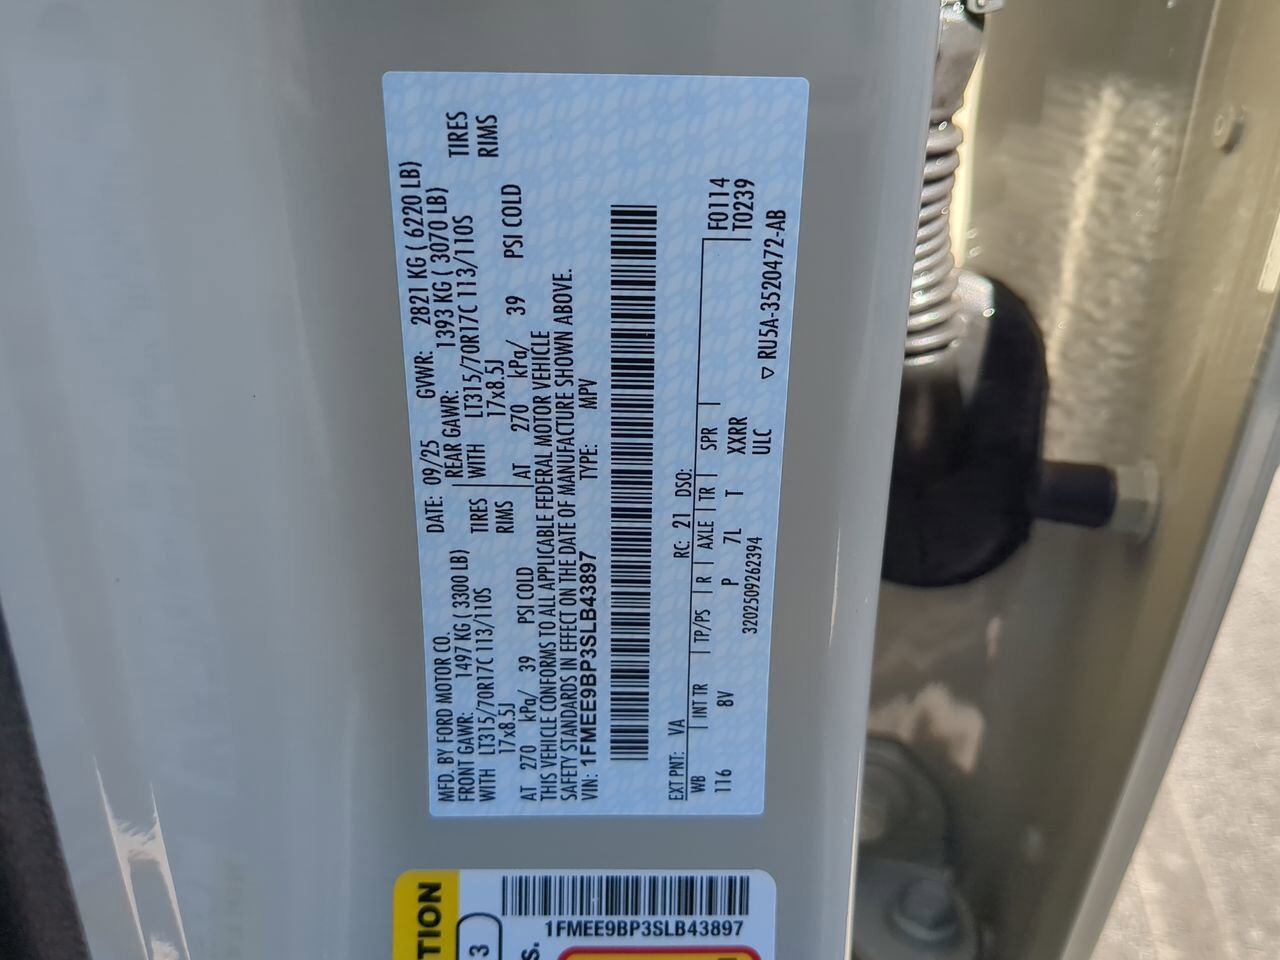 MFD. BY FORD MOTOR CO.
DATE: 09/25 GVWR: 2821 KG ( 6220 LB)
FRONT GAWR: 1497 KG ( 3300 LB) REAR GAWR: 1393 KG ( 3070 LB)
WITH LT315/70R17C 113/110S TIRES WITH LT315/70R17C 113/110S TIRES
17x8.5J RIMS 17x8.5J RIMS
AT 270 kPa/ 39 PSI COLD AT 270 kPa/ 39 PSI COLD
THIS VEHICLE CONFORMS TO ALL APPLICABLE FEDERAL MOTOR VEHICLE
SAFETY STANDARDS IN EFFECT ON THE DATE OF MANUFACTURE SHOWN ABOVE.
VIN: 1FMEE9BP3SLB43897 TYPE: MPV
EXT PNT: VA RC: 21 DSO:
WB INT TR TP/PS R AXLE TR SPR F0114
116 8V P 7L T XXRR T0239
3202509262394 ULC ▽ RU5A-3520472-AB
TION
3
s.
1FMEE9BP3SLB43897